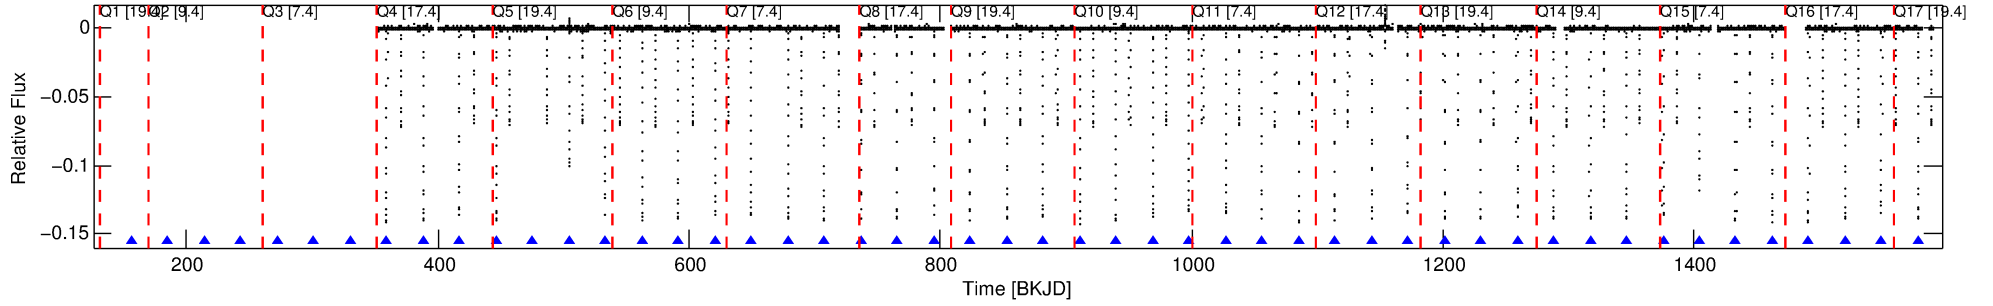 Q1 [19.4] Q2 [9.4] Q3 [7.4] Q4 [17.4] Q5 [19.4] Q6 [9.4] Q7 [7.4] Q8 [17.4] Q9 [19.4] Q10 [9.4] Q11 [7.4] Q12 [17.4] Q13 [19.4] Q14 [9.4] Q15 [7.4] Q16 [17.4] Q17 [19.4]
0
−0.05
−0.1
−0.15
Relative Flux
200 400 600 800 1000 1200 1400
Time [BKJD]